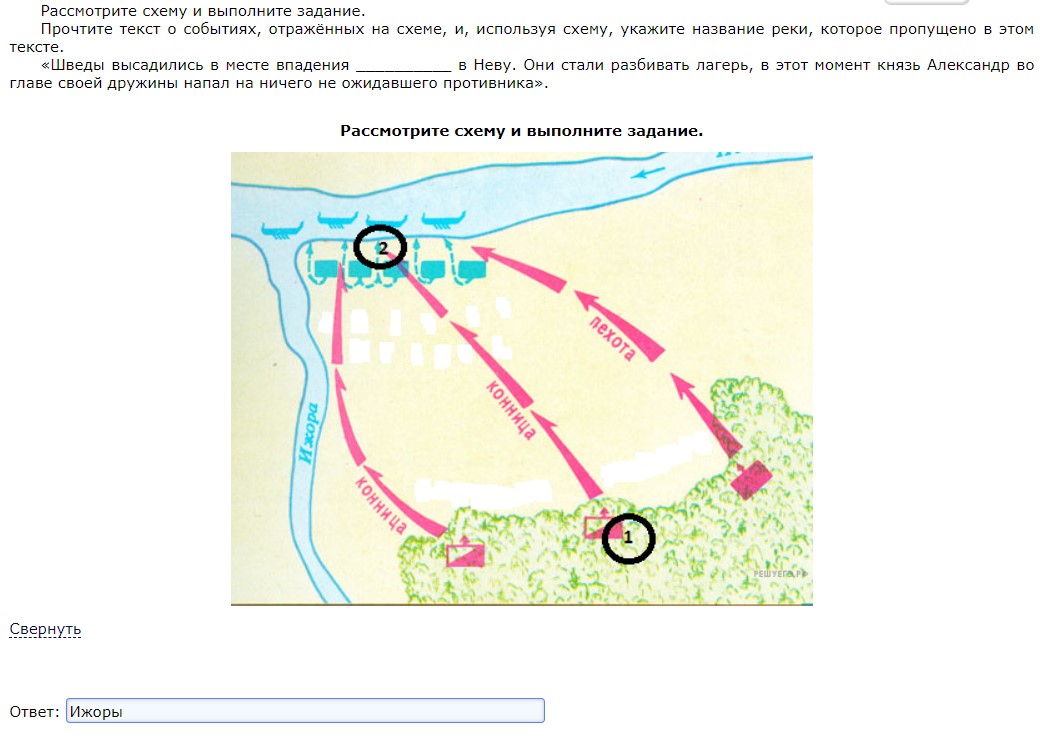 Рассмотрите схему и выполните задание.
Прочтите текст о событиях, отражённых на схеме, и, используя схему, укажите название реки, которое пропущено в этом
тексте.
«Шведы высадились в месте впадения __________ в Неву. Они стали разбивать лагерь, в этот момент князь Александр во
главе своей дружины напал на ничего не ожидавшего противника».
Рассмотрите схему и выполните задание.
2
пехота
конница
Ижора
конница
1
РЕШУЕГЭ.РФ
Свернуть
Ответ: Ижоры